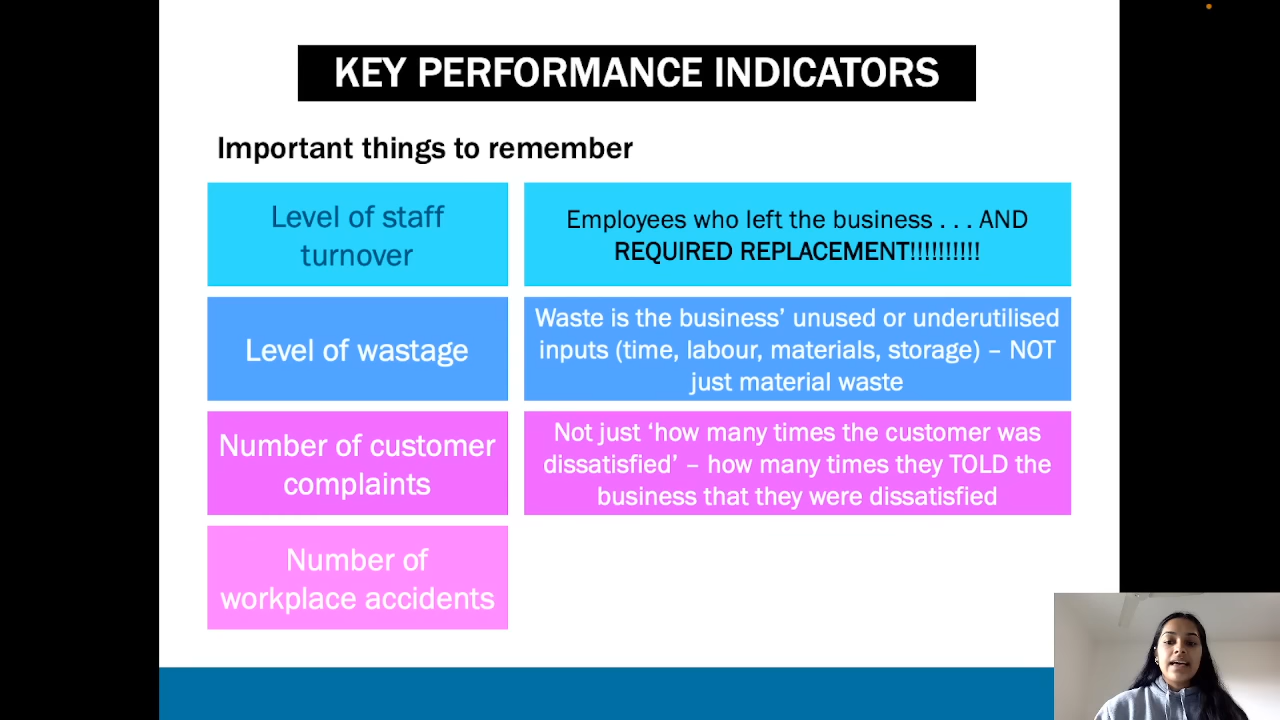 KEY PERFORMANCE INDICATORS
Important things to remember
Level of staff
turnover
Employees who left the business . . . AND
REQUIRED REPLACEMENT!!!!!!!!!!
Level of wastage
Waste is the business’ unused or underutilised
inputs (time, labour, materials, storage) – NOT
just material waste
Number of customer
complaints
Not just ‘how many times the customer was
dissatisfied’ – how many times they TOLD the
business that they were dissatisfied
Number of
workplace accidents